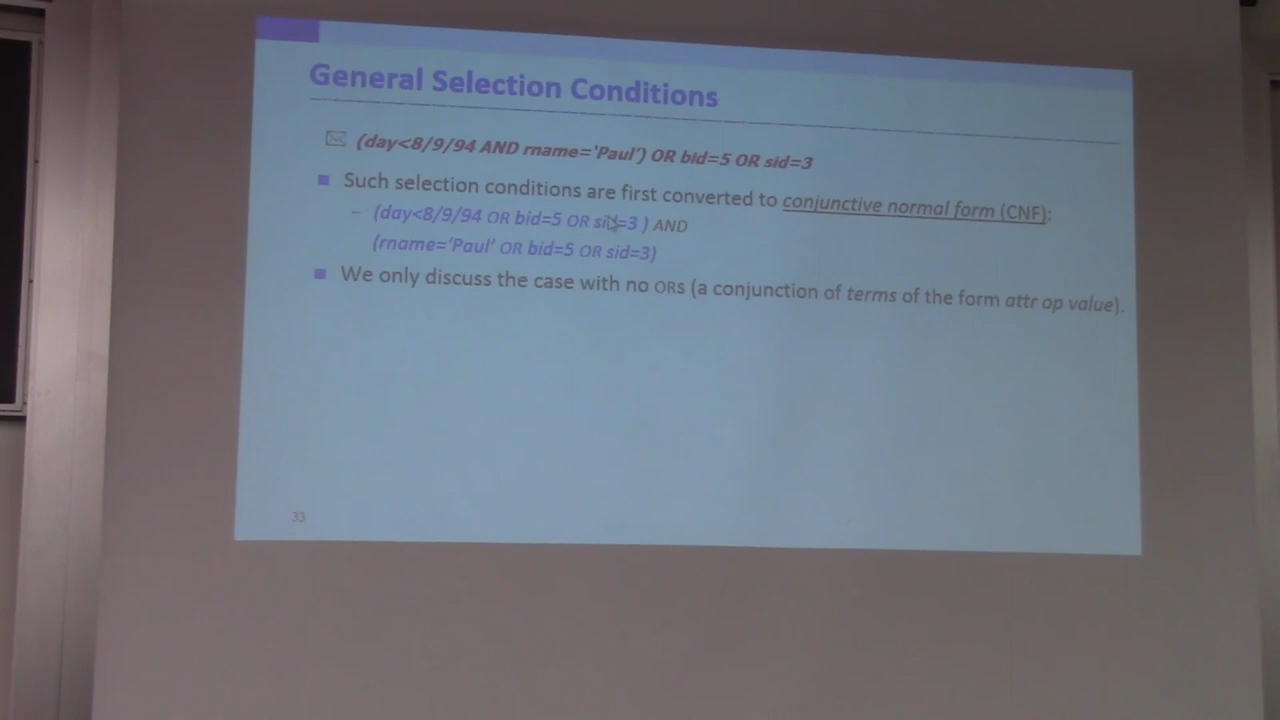 General Selection Conditions
(day<8/9/94 AND rname='Paul') OR bid=5 OR sid=3
Such selection conditions are first converted to conjunctive normal form (CNF):
– (day<8/9/94 OR bid=5 OR sid=3 ) AND
(rname='Paul' OR bid=5 OR sid=3)
We only discuss the case with no ORs (a conjunction of terms of the form attr op value).
33